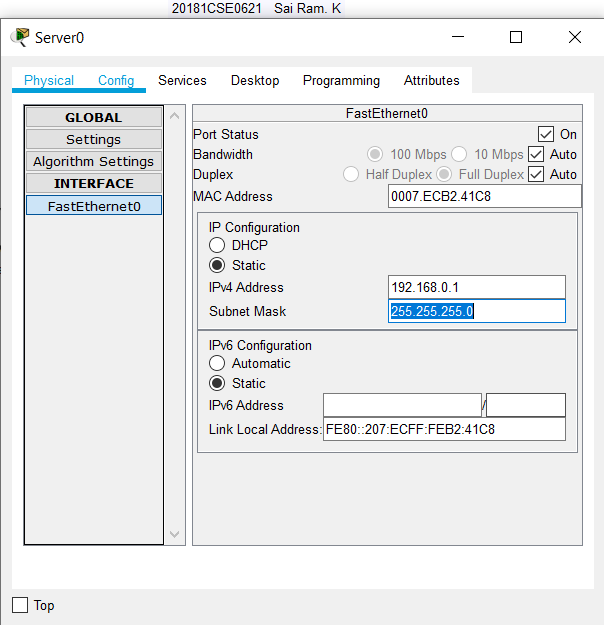 20181CSE0621 Sai Ram. K
Server0
Physical Config Services Desktop Programming Attributes
GLOBAL
Settings
Algorithm Settings
INTERFACE
FastEthernet0
FastEthernet0
Port Status On
Bandwidth 100 Mbps 10 Mbps Auto
Duplex Half Duplex Full Duplex Auto
MAC Address 0007.ECB2.41C8
IP Configuration
DHCP
Static
IPv4 Address 192.168.0.1
Subnet Mask 255.255.255.0
IPv6 Configuration
Automatic
Static
IPv6 Address /
Link Local Address: FE80::207:ECFF:FEB2:41C8
Top